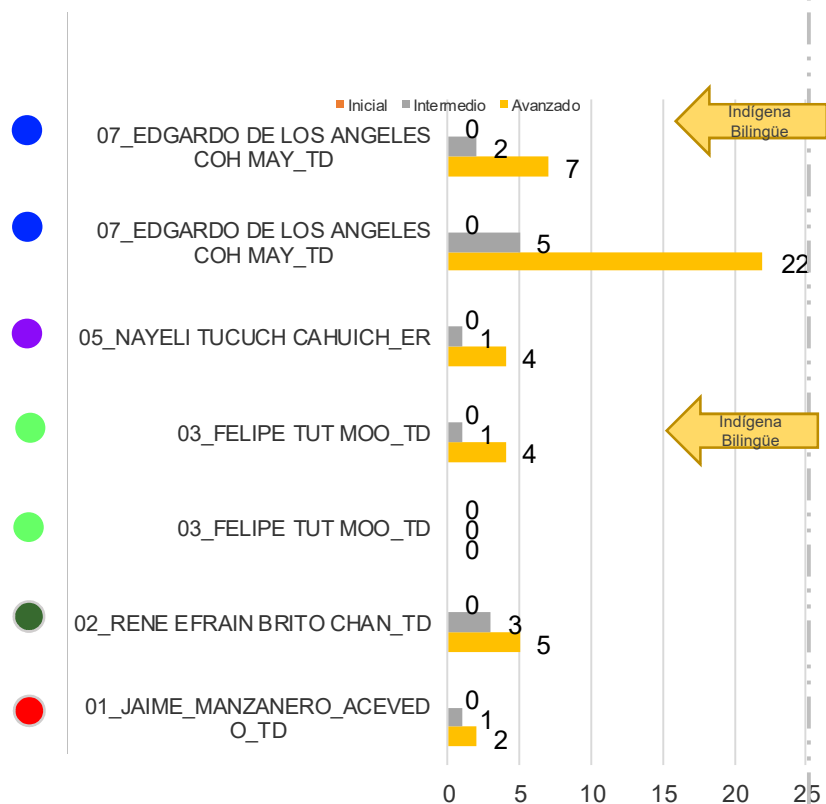 Inicial Intermedio Avanzado
Indígena
Bilingüe
07_EDGARDO DE LOS ANGELES
COH MAY_TD
0
2
7
07_EDGARDO DE LOS ANGELES
COH MAY_TD
0
5
22
05_NAYELI TUCUCH CAHUICH_ER
0
1
4
03_FELIPE TUT MOO_TD
0
1
4
Indígena
Bilingüe
03_FELIPE TUT MOO_TD
0
0
0
02_RENE EFRAIN BRITO CHAN_TD
0
3
5
01_JAIME_MANZANERO_ACEVED
O_TD
0
1
2
0 5 10 15 20 25